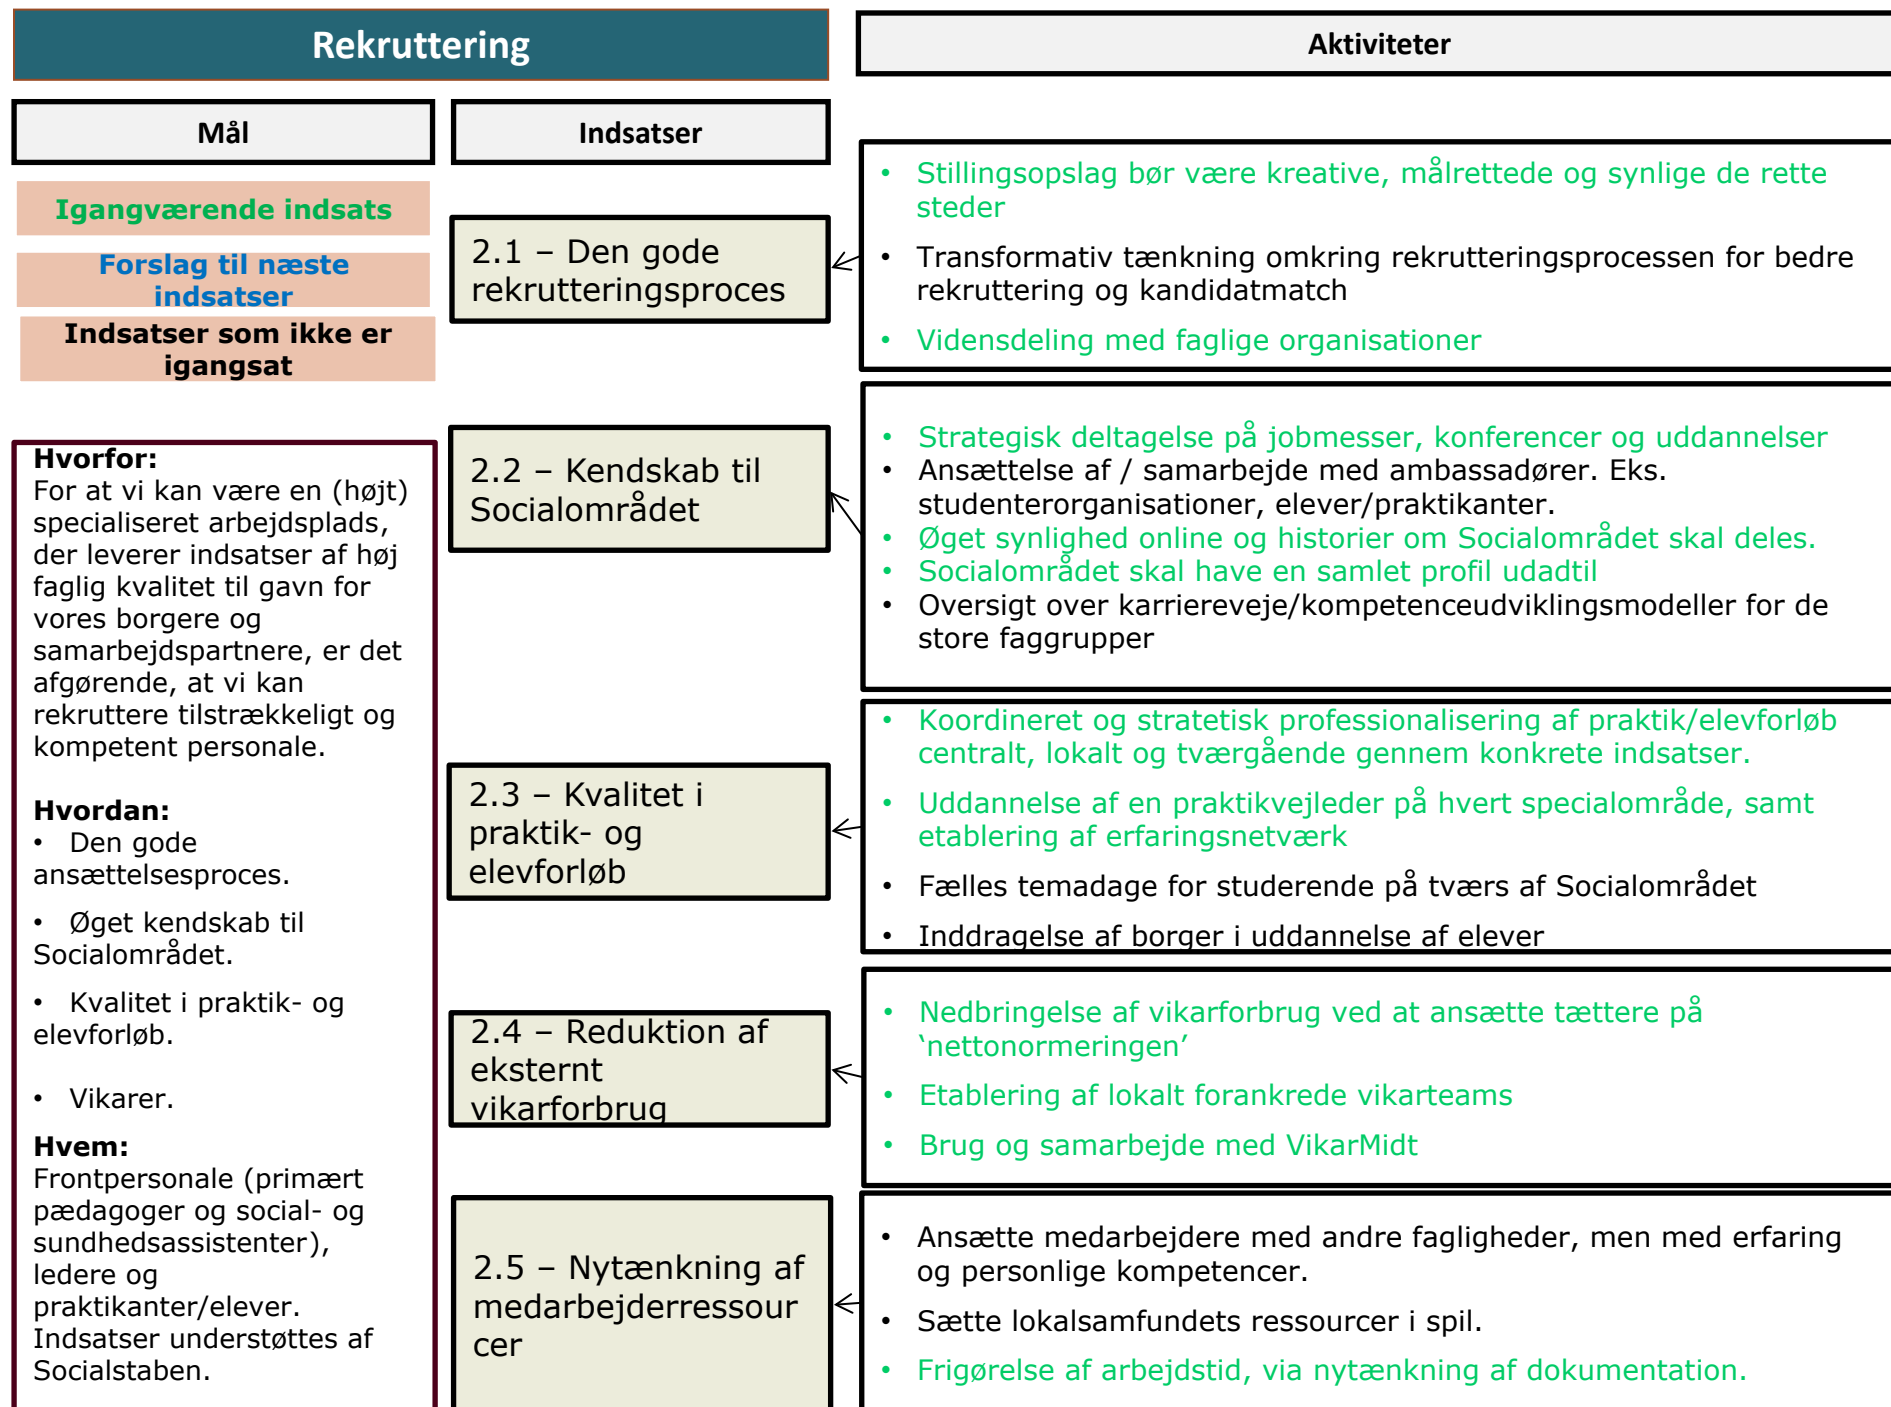 Rekruttering
Aktiviteter
Mål
Indsatser
Igangværende indsats
Forslag til næste
indsatser
Indsatser som ikke er
igangsat
Hvorfor:
For at vi kan være en (højt)
specialiseret arbejdsplads,
der leverer indsatser af høj
faglig kvalitet til gavn for
vores borgere og
samarbejdspartnere, er det
afgørende, at vi kan
rekruttere tilstrækkeligt og
kompetent personale.
Hvordan:
• Den gode
ansættelsesproces.
• Øget kendskab til
Socialområdet.
• Kvalitet i praktik- og
elevforløb.
• Vikarer.
Hvem:
Frontpersonale (primært
pædagoger og social- og
sundhedsassistenter),
ledere og
praktikanter/elever.
Indsatser understøttes af
Socialstaben.
2.1 – Den gode
rekrutteringsproces
• Stillingsopslag bør være kreative, målrettede og synlige de rette
steder
• Transformativ tænkning omkring rekrutteringsprocessen for bedre
rekruttering og kandidatmatch
• Vidensdeling med faglige organisationer
2.2 – Kendskab til
Socialområdet
• Strategisk deltagelse på jobmesser, konferencer og uddannelser
• Ansættelse af / samarbejde med ambassadører. Eks.
studenterorganisationer, elever/praktikanter.
• Øget synlighed online og historier om Socialområdet skal deles.
• Socialområdet skal have en samlet profil udadtil
• Oversigt over karriereveje/kompetenceudviklingsmodeller for de
store faggrupper
2.3 – Kvalitet i
praktik- og
elevforløb
• Koordineret og stratetisk professionalisering af praktik/elevforløb
centralt, lokalt og tværgående gennem konkrete indsatser.
• Uddannelse af en praktikvejleder på hvert specialområde, samt
etablering af erfaringsnetværk
• Fælles temadage for studerende på tværs af Socialområdet
• Inddragelse af borger i uddannelse af elever
2.4 – Reduktion af
eksternt
vikarforbrug
• Nedbringelse af vikarforbrug ved at ansætte tættere på
‘nettonormeringen’
• Etablering af lokalt forankrede vikarteams
• Brug og samarbejde med VikarMidt
2.5 – Nytænkning af
medarbejderressour
cer
• Ansætte medarbejdere med andre fagligheder, men med erfaring
og personlige kompetencer.
• Sætte lokalsamfundets ressourcer i spil.
• Frigørelse af arbejdstid, via nytænkning af dokumentation.